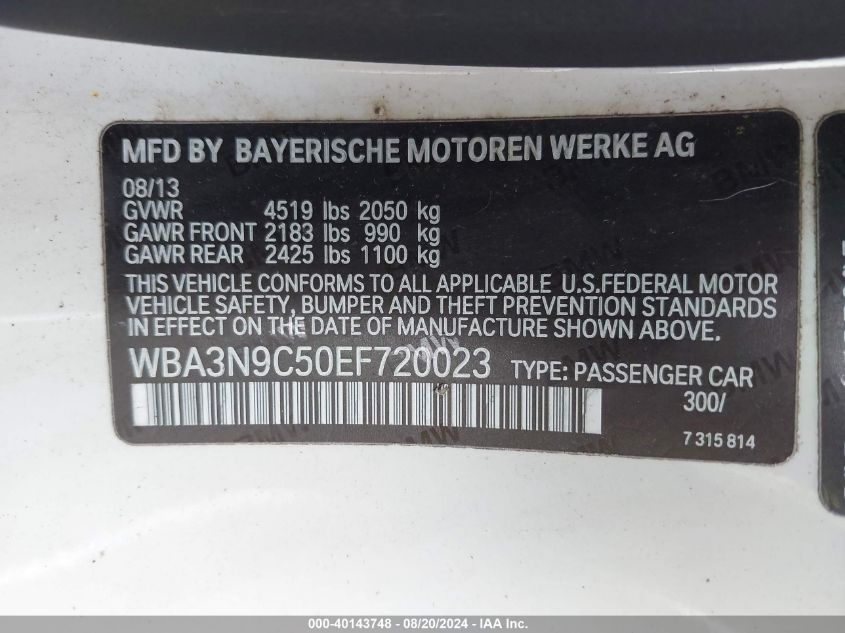 MFD BY BAYERISCHE MOTOREN WERKE AG
08/13
GVWR 4519 lbs 2050 kg
GAWR FRONT 2183 lbs 990 kg
GAWR REAR 2425 lbs 1100 kg
THIS VEHICLE CONFORMS TO ALL APPLICABLE U.S.FEDERAL MOTOR
VEHICLE SAFETY, BUMPER AND THEFT PREVENTION STANDARDS
IN EFFECT ON THE DATE OF MANUFACTURE SHOWN ABOVE.
WBA3N9C50EF720023 TYPE: PASSENGER CAR
300/
7 315 814
000-40143748 - 08/20/2024 - IAA Inc.